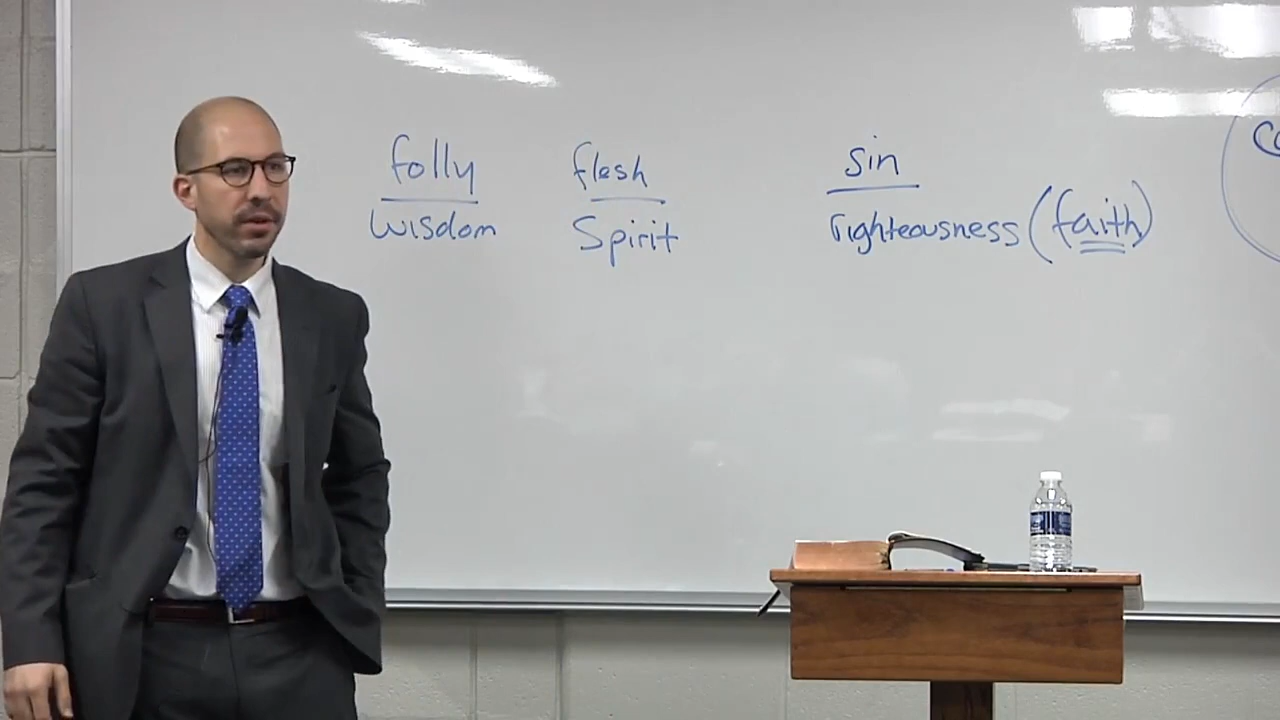 folly
wisdom
flesh
Spirit
sin
righteousness (faith)